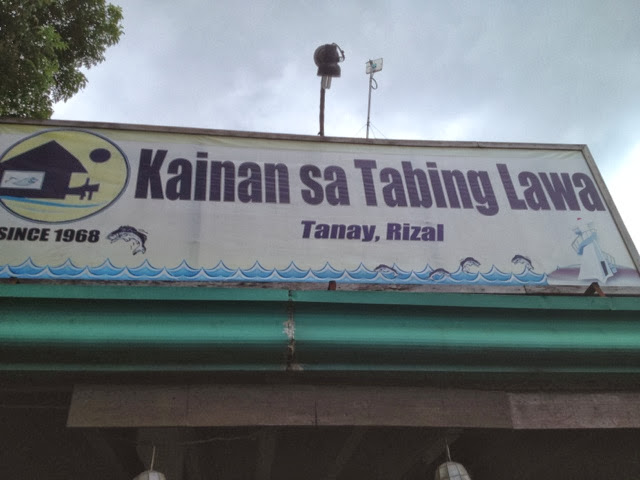 Kainan sa Tabing Lawa
Tanay, Rizal
SINCE 1968